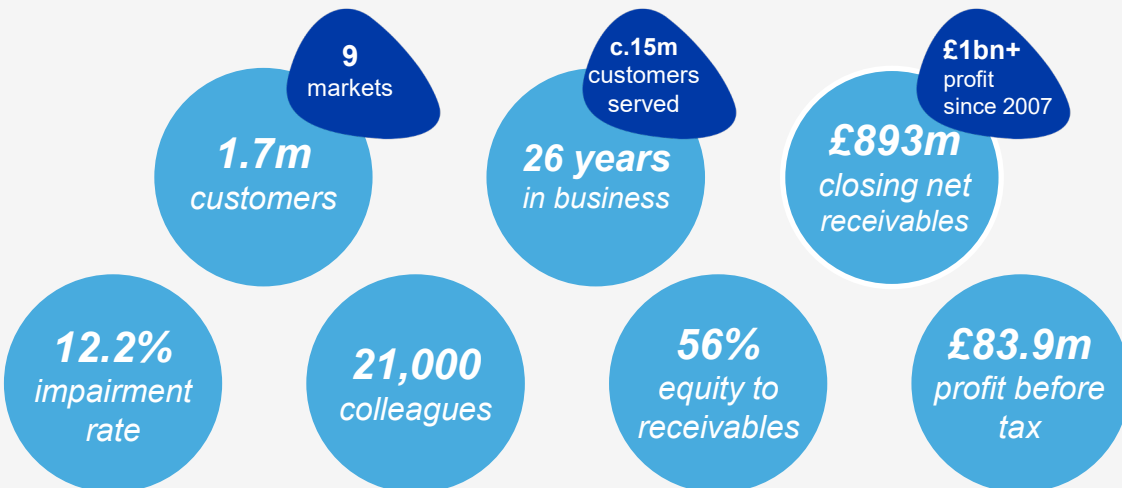 9
markets
1.7m
customers
c.15m
customers
served
26 years
in business
£1bn+
profit
since 2007
£893m
closing net
receivables
12.2%
impairment
rate
21,000
colleagues
56%
equity to
receivables
£83.9m
profit before
tax